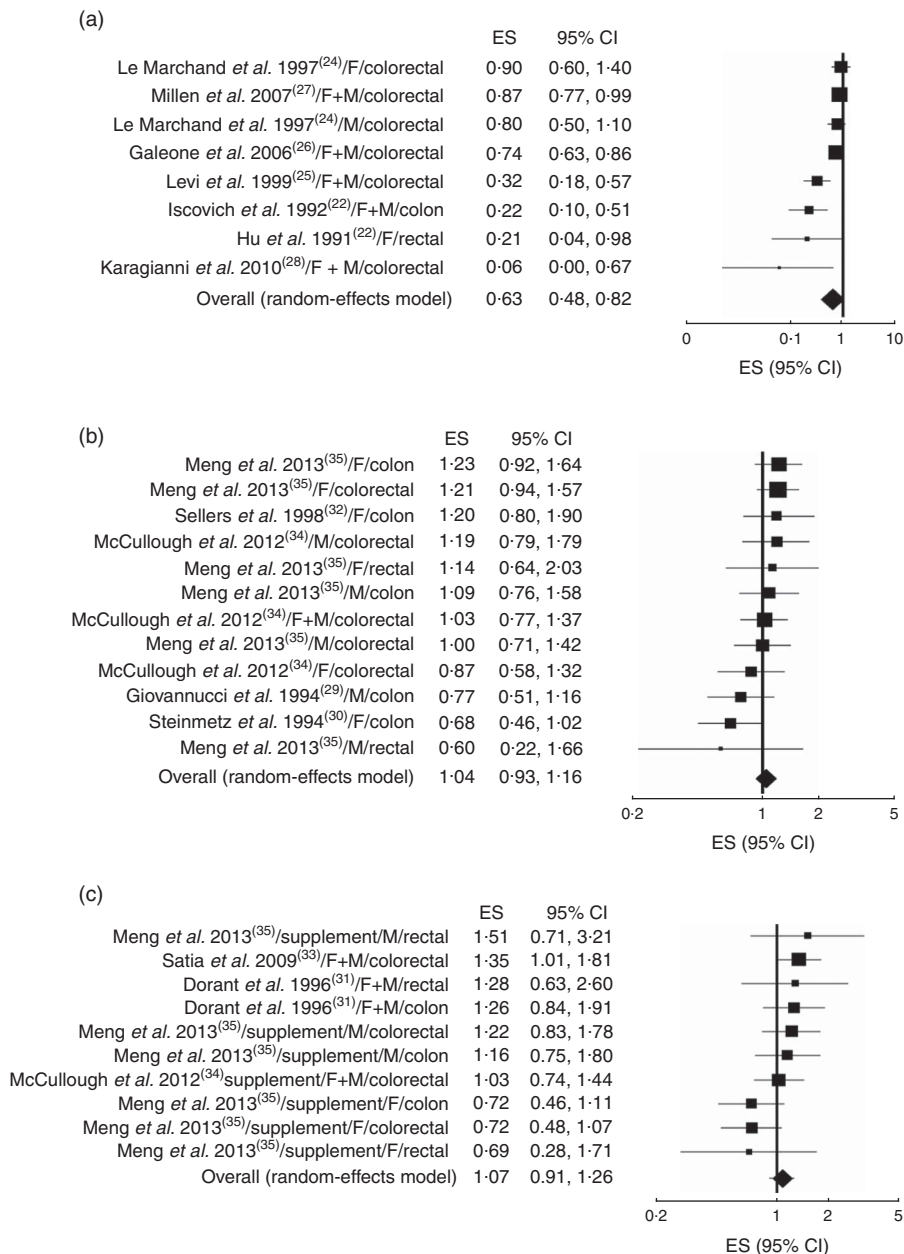 (a)
ES 95% CI
Le Marchand et al. 1997(24)/F/colorectal 0·90 0·60, 1·40
Millen et al. 2007(27)/F+M/colorectal 0·87 0·77, 0·99
Le Marchand et al. 1997(24)/M/colorectal 0·80 0·50, 1·10
Galeone et al. 2006(26)/F+M/colorectal 0·74 0·63, 0·86
Levi et al. 1999(25)/F+M/colorectal 0·32 0·18, 0·57
Iscovich et al. 1992(22)/F+M/colon 0·22 0·10, 0·51
Hu et al. 1991(22)/F/rectal 0·21 0·04, 0·98
Karagianni et al. 2010(28)/F + M/colorectal 0·06 0·00, 0·67
Overall (random-effects model) 0·63 0·48, 0·82
0 0·1 1 10
ES (95% CI)
(b)
ES 95% CI
Meng et al. 2013(35)/F/colon 1·23 0·92, 1·64
Meng et al. 2013(35)/F/colorectal 1·21 0·94, 1·57
Sellers et al. 1998(32)/F/colon 1·20 0·80, 1·90
McCullough et al. 2012(34)/M/colorectal 1·19 0·79, 1·79
Meng et al. 2013(35)/F/rectal 1·14 0·64, 2·03
Meng et al. 2013(35)/M/colon 1·09 0·76, 1·58
McCullough et al. 2012(34)/F+M/colorectal 1·03 0·77, 1·37
Meng et al. 2013(35)/M/colorectal 1·00 0·71, 1·42
McCullough et al. 2012(34)/F/colorectal 0·87 0·58, 1·32
Giovannucci et al. 1994(29)/M/colon 0·77 0·51, 1·16
Steinmetz et al. 1994(30)/F/colon 0·68 0·46, 1·02
Meng et al. 2013(35)/M/rectal 0·60 0·22, 1·66
Overall (random-effects model) 1·04 0·93, 1·16
0·2 1 2 5
ES (95% CI)
(c)
ES 95% CI
Meng et al. 2013(35)/supplement/M/rectal 1·51 0.71, 3·21
Satia et al. 2009(33)/F+M/colorectal 1·35 1·01, 1·81
Dorant et al. 1996(31)/F+M/rectal 1·28 0·63, 2·60
Dorant et al. 1996(31)/F+M/colon 1·26 0·84, 1·91
Meng et al. 2013(35)/supplement/M/colorectal 1·22 0·83, 1·78
Meng et al. 2013(35)/supplement/M/colon 1·16 0·75, 1·80
McCullough et al. 2012(34)supplement/F+M/colorectal 1·03 0·74, 1·44
Meng et al. 2013(35)/supplement/F/colon 0·72 0·46, 1·11
Meng et al. 2013(35)/supplement/F/colorectal 0·72 0·48, 1·07
Meng et al. 2013(35)/supplement/F/rectal 0·69 0·28, 1·71
Overall (random-effects model) 1·07 0·91, 1·26
0·2 1 2 5
ES (95% CI)